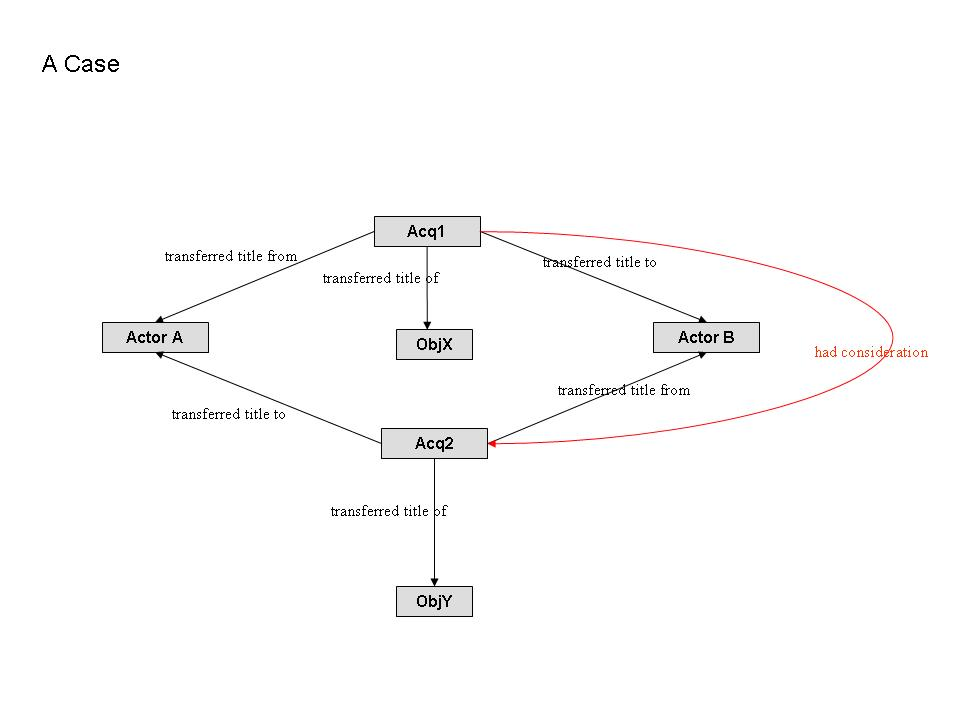 A Case
Acq1
transferred title from
transferred title of
transferred title to
Actor A
ObjX
Actor B
had consideration
transferred title from
transferred title to
Acq2
transferred title of
ObjY